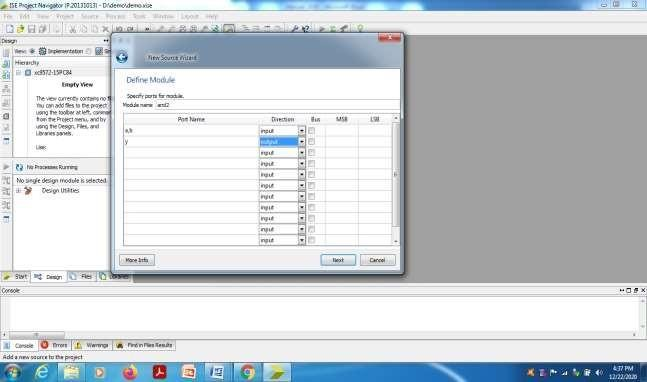 ISE Project Navigator (P.20131013) - D:\demo\demo.xise
File Edit View Project Source Process Tools Window Layout Help
Design
View: Implementation
Hierarchy
xc9572-15PC84
Empty View
The view currently contains no fil
You can add files to the project
using the toolbar at left, comman
from the Project menu, and by
using the Design, Files, and
Libraries panels.
Use:
No Processes Running
No single design module is selected.
Design Utilities
Start Design Files Libraries
New Source Wizard
Define Module
Specify ports for module.
Module name and2
Port Name Direction Bus MSB LSB
a,b input
y output
input
input
input
input
input
input
input
input
input
More Info Next Cancel
Console
Console Errors Warnings Find in Files Results
Add a new source to the project
4:37 PM
12/22/2020